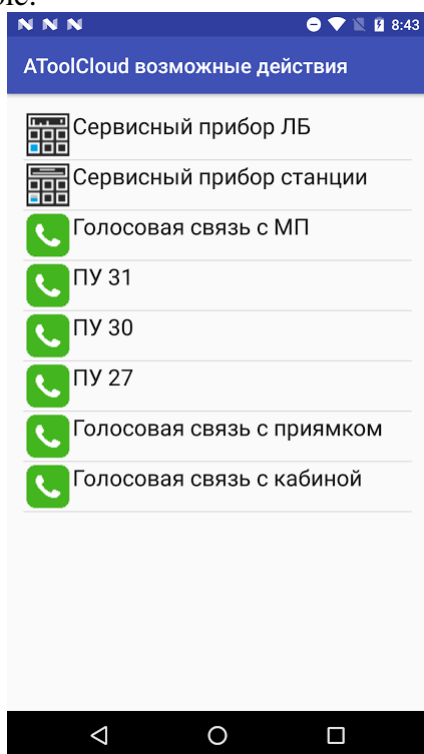 8:43
AToolCloud возможные действия
Сервисный прибор ЛБ
Сервисный прибор станции
Голосовая связь с МП
ПУ 31
ПУ 30
ПУ 27
Голосовая связь с приямком
Голосовая связь с кабиной